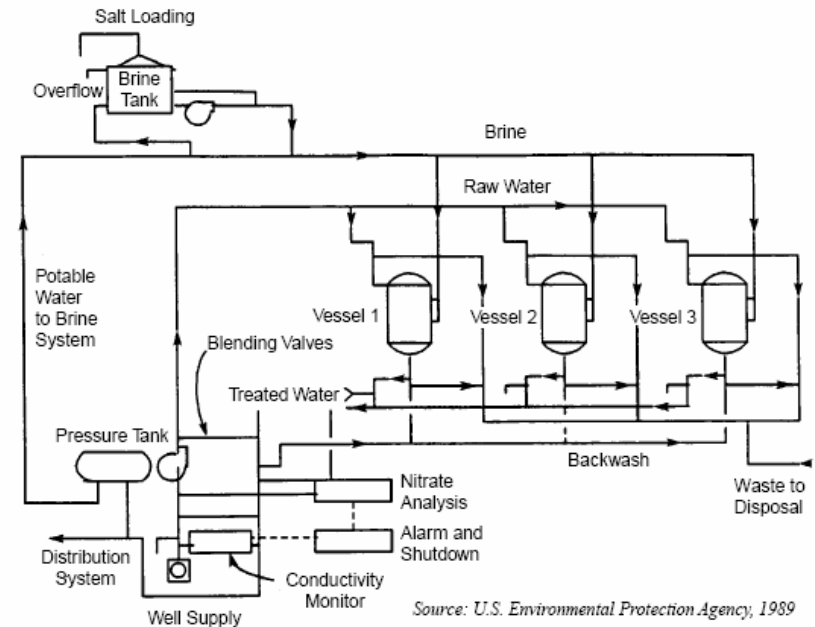 Salt Loading
Overflow
Brine
Tank
Brine
Raw Water
Potable
Water
to Brine
System
Vessel 1
Vessel 2
Vessel 3
Blending Valves
Treated Water
Pressure Tank
Backwash
Nitrate
Analysis
Waste to
Disposal
Alarm and
Shutdown
Distribution
System
Conductivity
Monitor
Well Supply
Source: U.S. Environmental Protection Agency, 1989